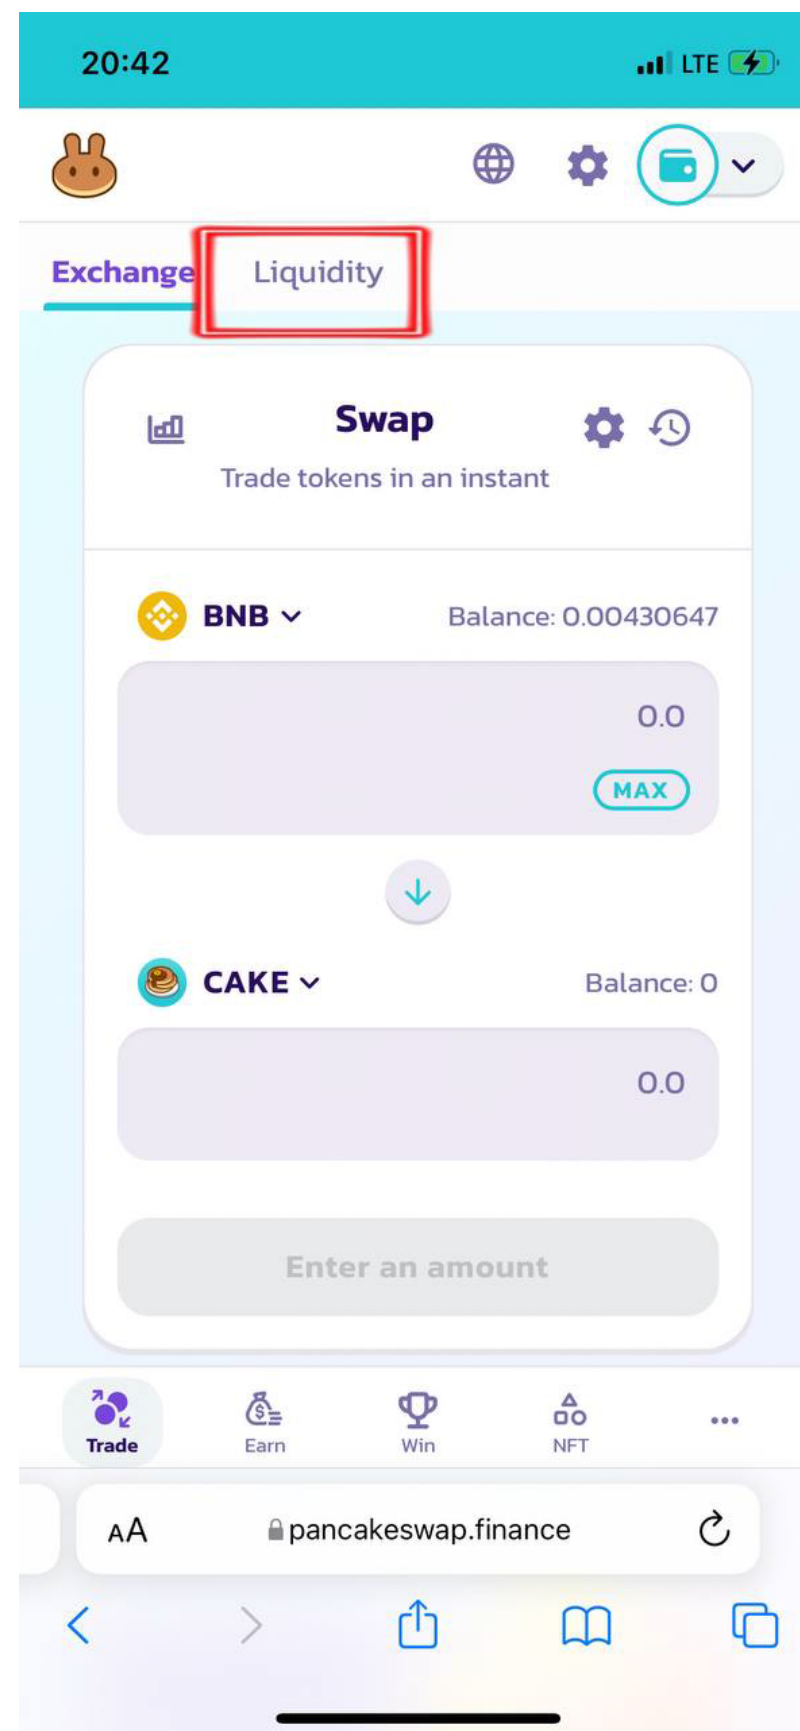 20:42 LTE
Exchange Liquidity
Swap
Trade tokens in an instant
BNB Balance: 0.00430647
0.0
MAX
CAKE Balance: 0
0.0
Enter an amount
Trade Earn Win NFT
AA pancakeswap.finance